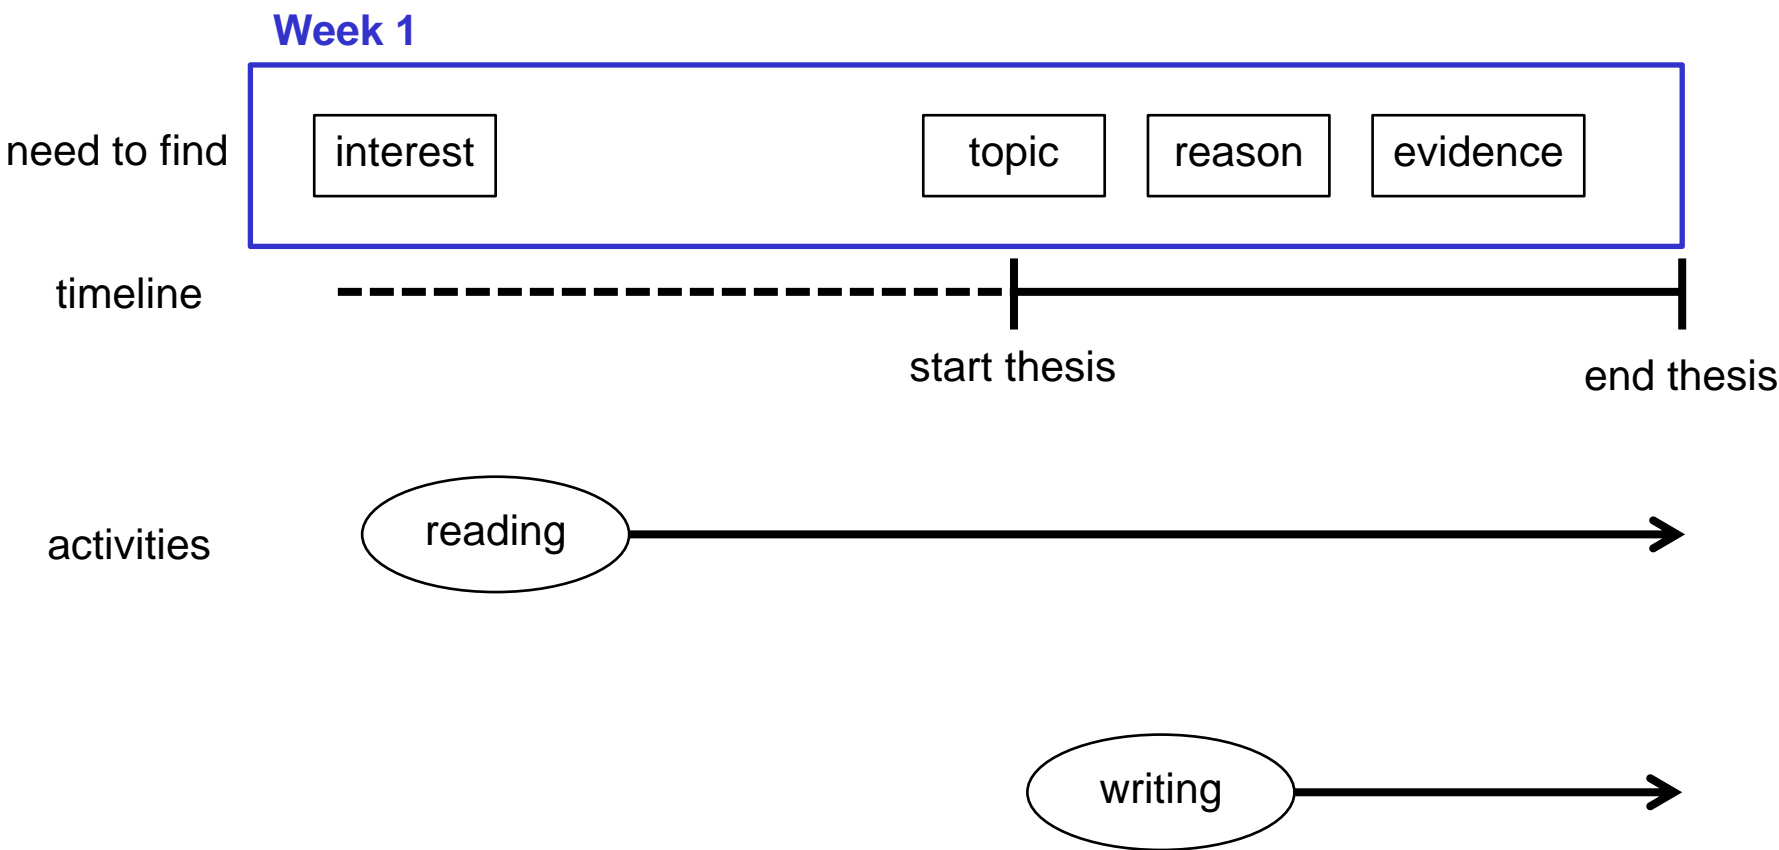 Week 1
need to find
interest
topic
reason
evidence
timeline
start thesis
end thesis
activities
reading
writing